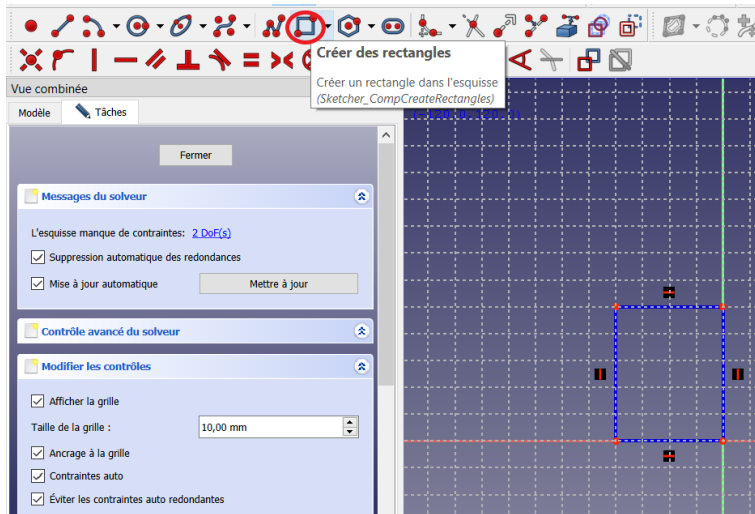 Créer des rectangles
Créer un rectangle dans l'esquisse
(Sketcher_CompCreateRectangles)
Vue combinée
Modèle
Tâches
Fermer
Messages du solveur
L'esquisse manque de contraintes: 2 DoF(s)
Suppression automatique des redondances
Mise à jour automatique
Mettre à jour
Contrôle avancé du solveur
Modifier les contrôles
Afficher la grille
Taille de la grille :
10,00 mm
Ancrage à la grille
Contraintes auto
Éviter les contraintes auto redondantes